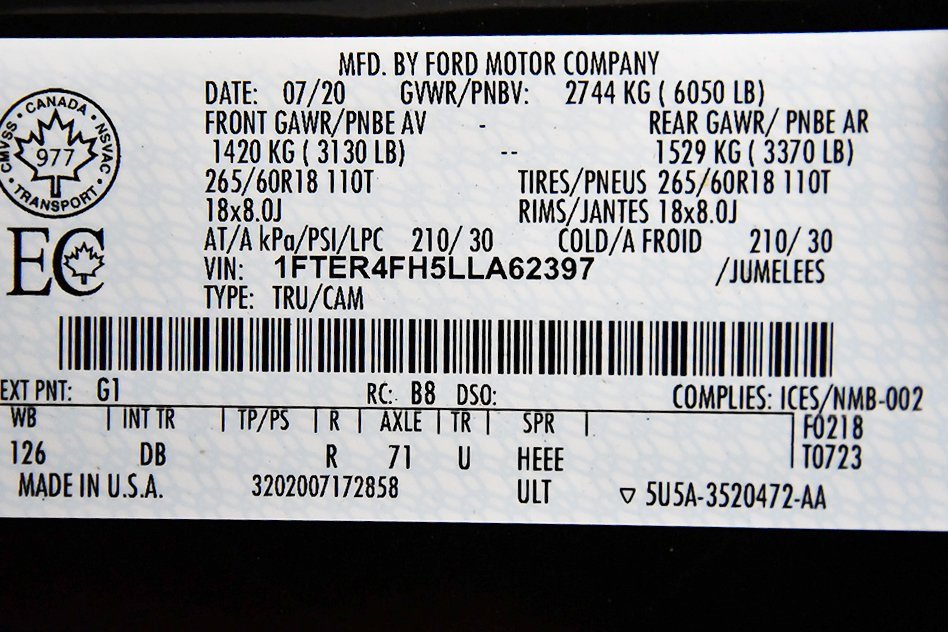 MFD. BY FORD MOTOR COMPANY
DATE: 07/20 GVWR/PNBV: 2744 KG ( 6050 LB)
FRONT GAWR/PNBE AV - REAR GAWR/ PNBE AR
1420 KG ( 3130 LB) -- 1529 KG ( 3370 LB)
265/60R18 110T TIRES/PNEUS 265/60R18 110T
18x8.0J RIMS/JANTES 18x8.0J
AT/A kPa/PSI/LPC 210/ 30 COLD/A FROID 210/ 30
VIN: 1FTER4FH5LLA62397 /JUMELEES
TYPE: TRU/CAM
CANADA
CMVSS · NSVAC
977
TRANSPORT
EC
EXT PNT: G1 RC: B8 DSO: COMPLIES: ICES/NMB-002
WB | INT TR | TP/PS | R | AXLE | TR | SPR | F0218
126 DB R 71 U HEEE T0723
MADE IN U.S.A. 3202007172858 ULT ▽ 5U5A-3520472-AA